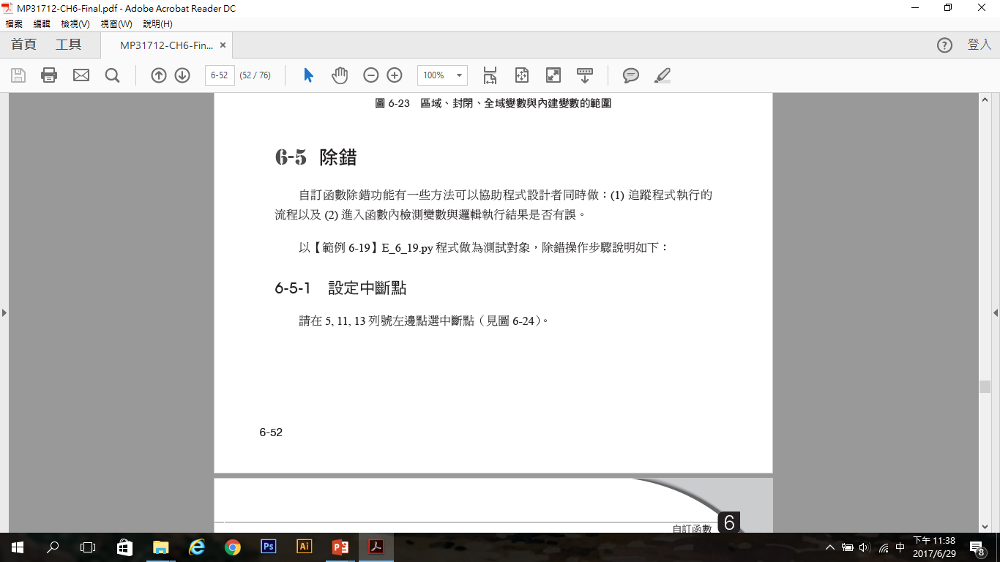 MP31712-CH6-Final.pdf - Adobe Acrobat Reader DC
檔案 編輯 檢視(V) 視窗(W) 說明(H)
首頁 工具 MP31712-CH6-Fin... × ? 登入
6-52 (52 / 76) 100%
圖 6-23 區域、封閉、全域變數與內建變數的範圍
6-5 除錯
自訂函數除錯功能有一些方法可以協助程式設計者同時做：(1) 追蹤程式執行的
流程以及 (2) 進入函數內檢測變數與邏輯執行結果是否有誤。
以【範例 6-19】E_6_19.py 程式做為測試對象，除錯操作步驟說明如下：
6-5-1 設定中斷點
請在 5, 11, 13 列號左邊點選中斷點（見圖 6-24）。
6-52
自訂函數 6
Ps Ai 中 下午 11:38
2017/6/29 8